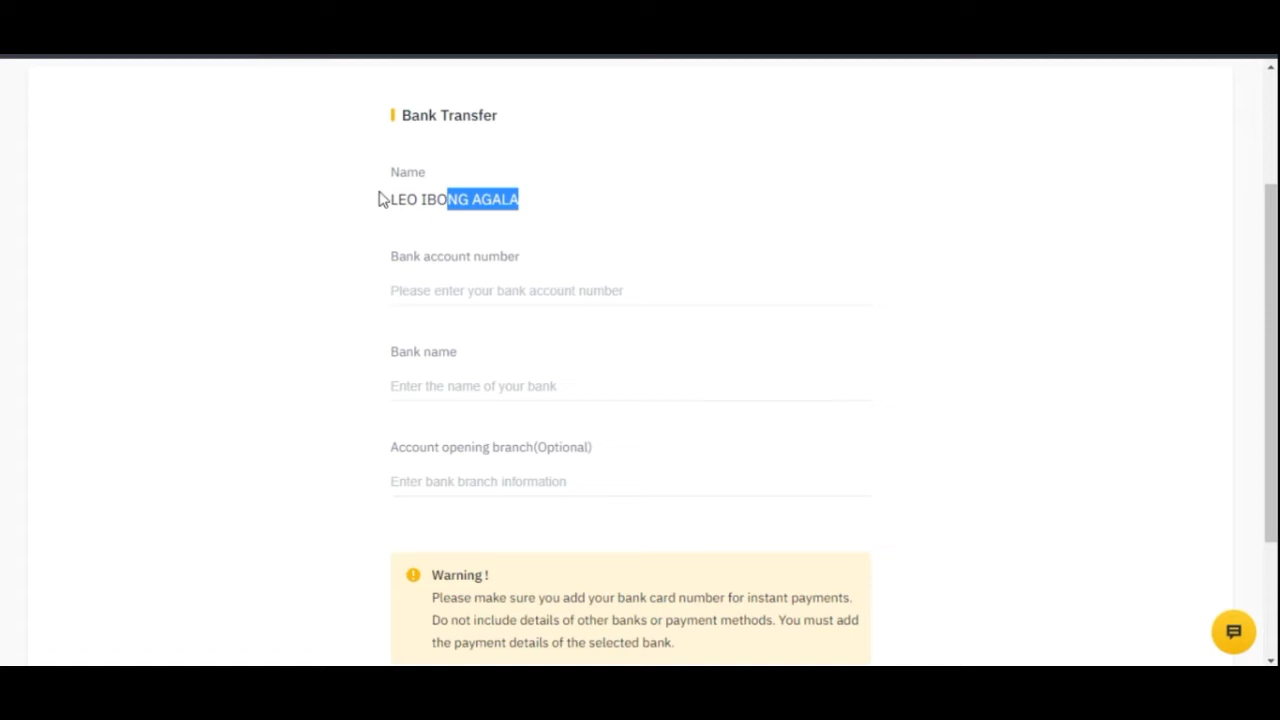 Bank Transfer
Name
LEO IBONG AGALA
Bank account number
Please enter your bank account number
Bank name
Enter the name of your bank
Account opening branch(Optional)
Enter bank branch information
Warning !
Please make sure you add your bank card number for instant payments.
Do not include details of other banks or payment methods. You must add
the payment details of the selected bank.